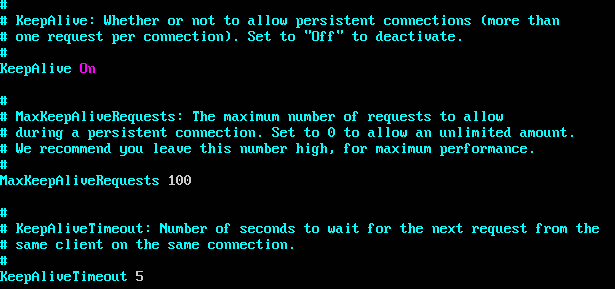 #
# KeepAlive: Whether or not to allow persistent connections (more than
# one request per connection). Set to "Off" to deactivate.
#
KeepAlive On
#
# MaxKeepAliveRequests: The maximum number of requests to allow
# during a persistent connection. Set to 0 to allow an unlimited amount.
# We recommend you leave this number high, for maximum performance.
#
MaxKeepAliveRequests 100
#
# KeepAliveTimeout: Number of seconds to wait for the next request from the
# same client on the same connection.
#
KeepAliveTimeout 5